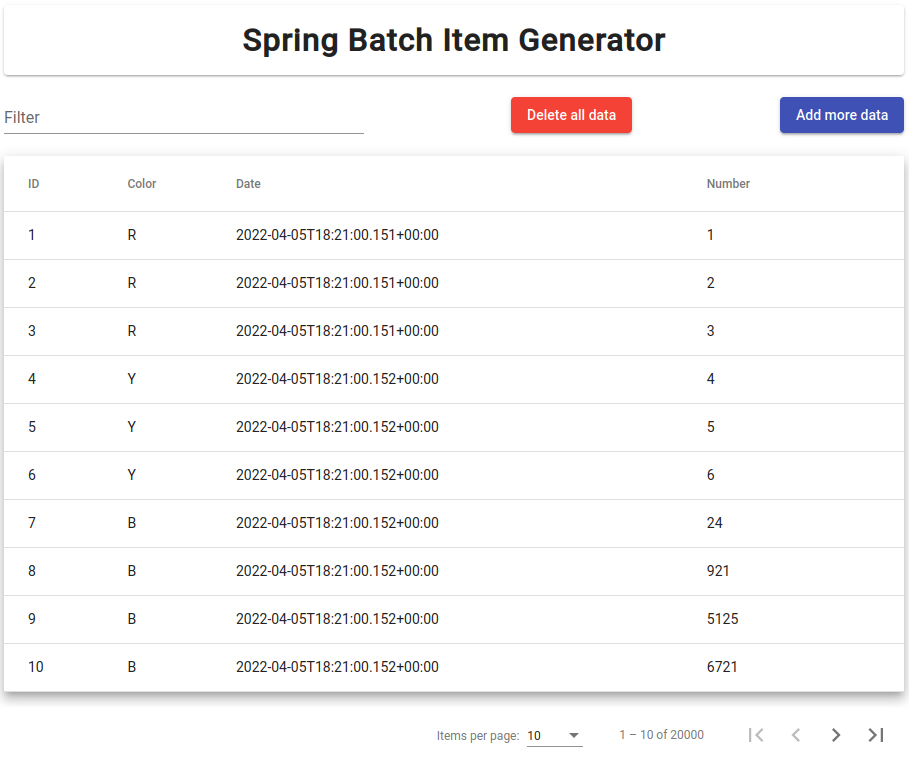 Spring Batch Item Generator
Filter
Delete all data
Add more data
ID Color Date Number
1 R 2022-04-05T18:21:00.151+00:00 1
2 R 2022-04-05T18:21:00.151+00:00 2
3 R 2022-04-05T18:21:00.151+00:00 3
4 Y 2022-04-05T18:21:00.152+00:00 4
5 Y 2022-04-05T18:21:00.152+00:00 5
6 Y 2022-04-05T18:21:00.152+00:00 6
7 B 2022-04-05T18:21:00.152+00:00 24
8 B 2022-04-05T18:21:00.152+00:00 921
9 B 2022-04-05T18:21:00.152+00:00 5125
10 B 2022-04-05T18:21:00.152+00:00 6721
Items per page: 10 1 – 10 of 20000